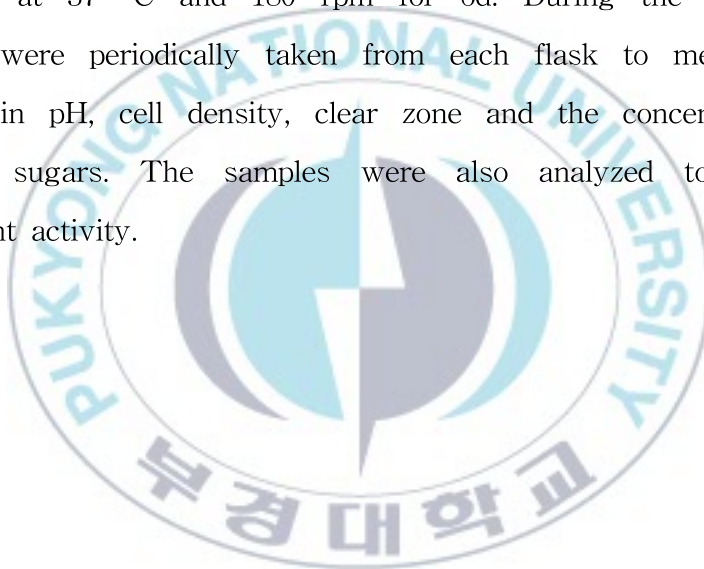 at 37 °C and 180 rpm for 6d. During the
were periodically taken from each flask to me
in pH, cell density, clear zone and the concer
sugars. The samples were also analyzed to
nt activity.
PUKYONG NATIONAL UNIVERSITY
부경대학교